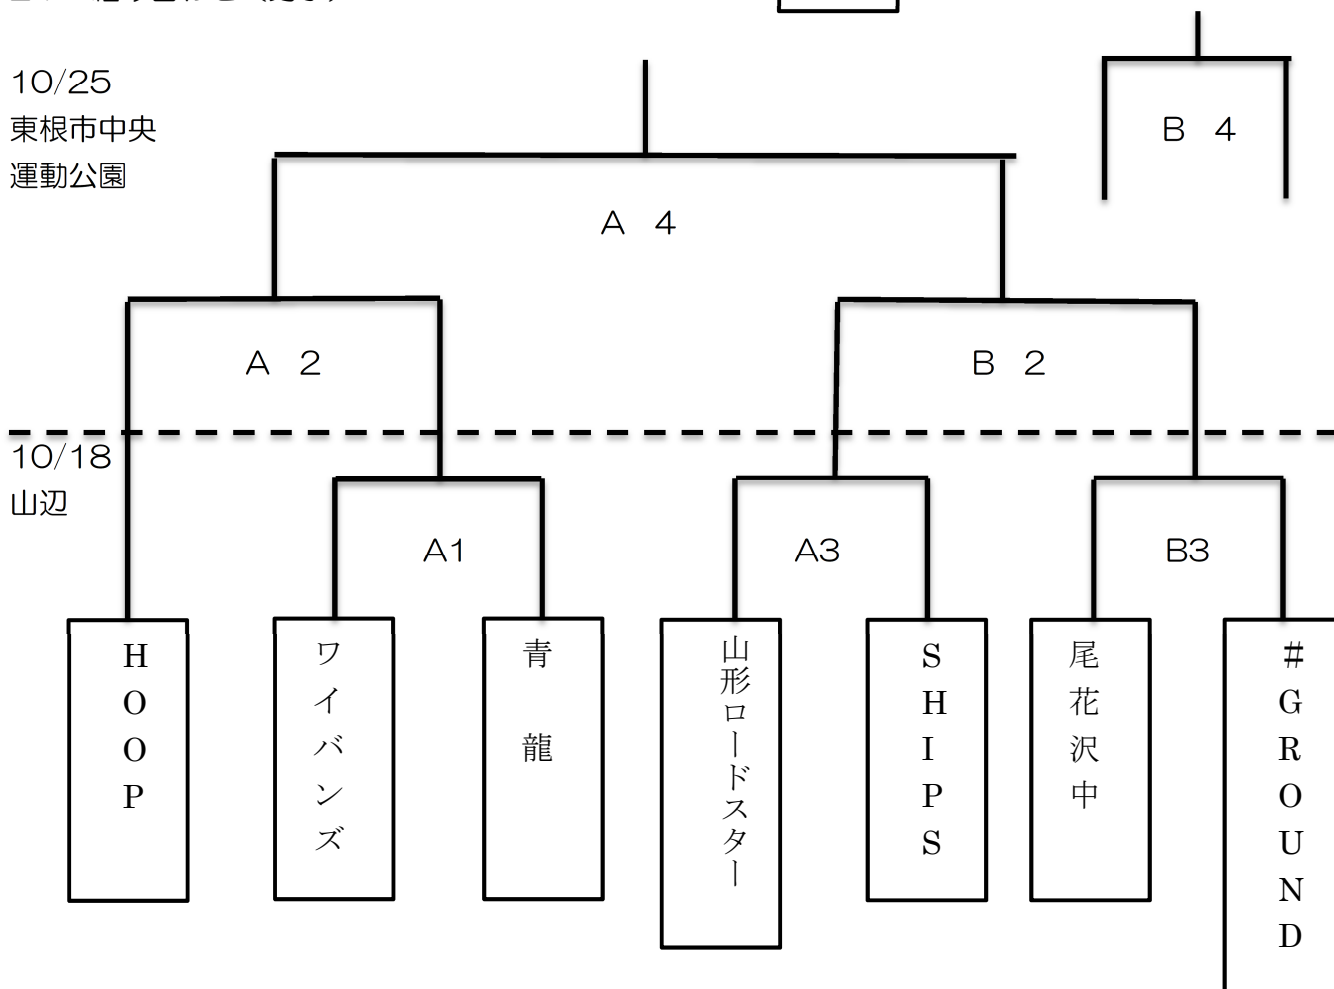 10/25
東根市中央
運動公園
B 4
A 4
A 2
B 2
10/18
山辺
A1
A3
B3
HOOP
ワイバンズ
青龍
山形ロードスター
SHIPS
尾花沢中
#GROUND